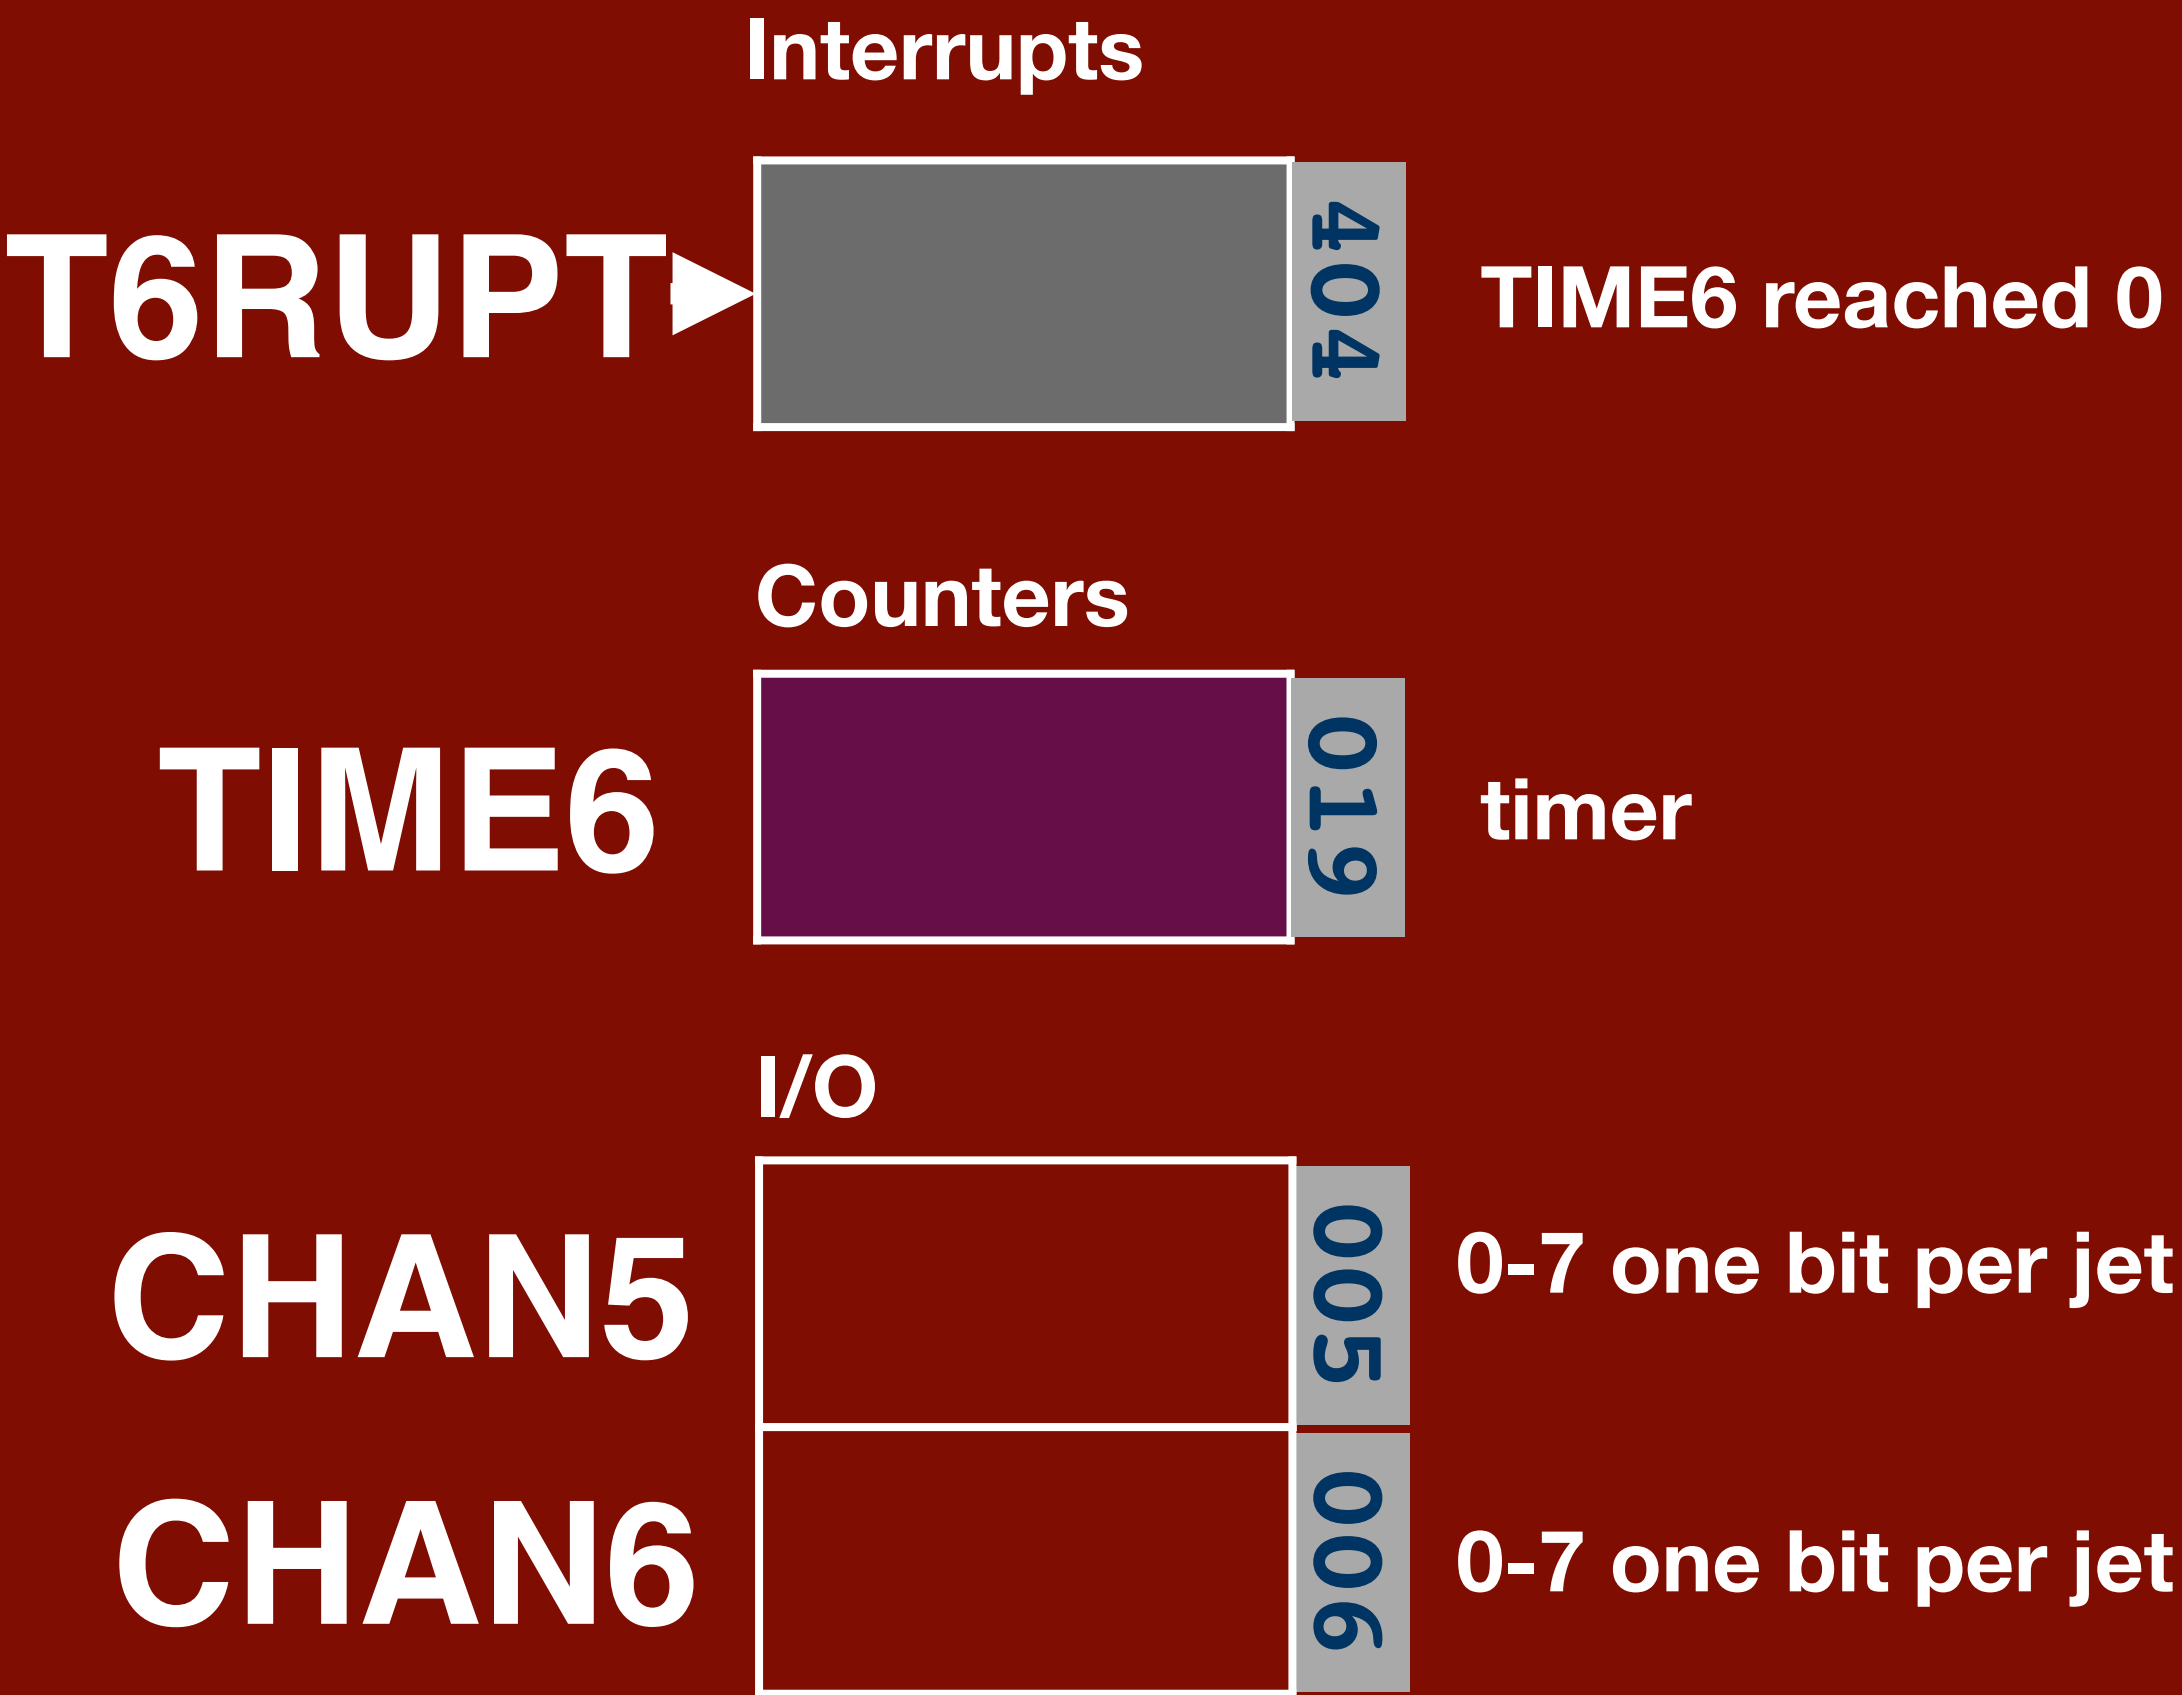 Interrupts
T6RUPT 404 TIME6 reached 0
Counters
TIME6 019 timer
I/O
CHAN5 005 0-7 one bit per jet
CHAN6 006 0-7 one bit per jet